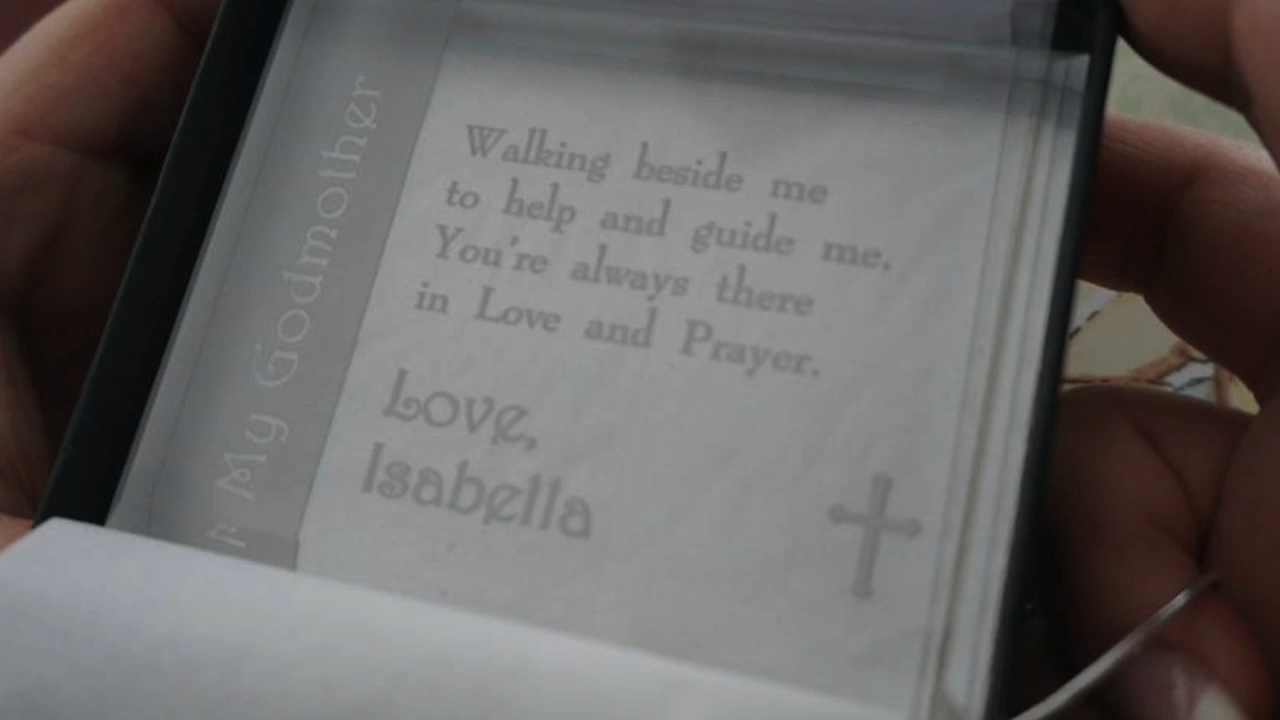 My Godmother
Walking beside me
to help and guide me.
You're always there
in Love and Prayer.
Love,
Isabella